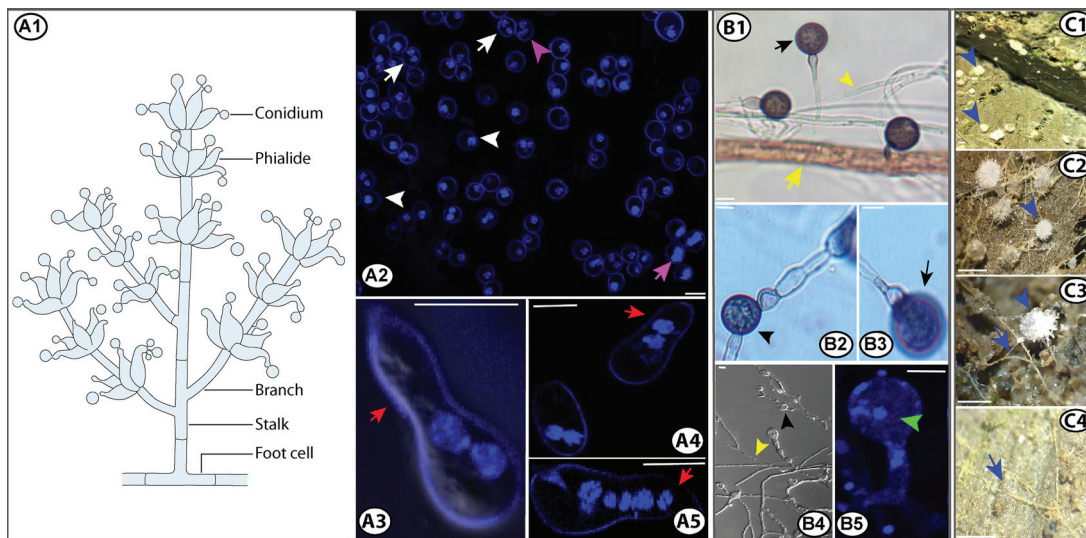 A1
Conidium
Phialide
Branch
Stalk
Foot cell
A2
A3
A4
A5
B1
B2
B3
B4
B5
C1
C2
C3
C4